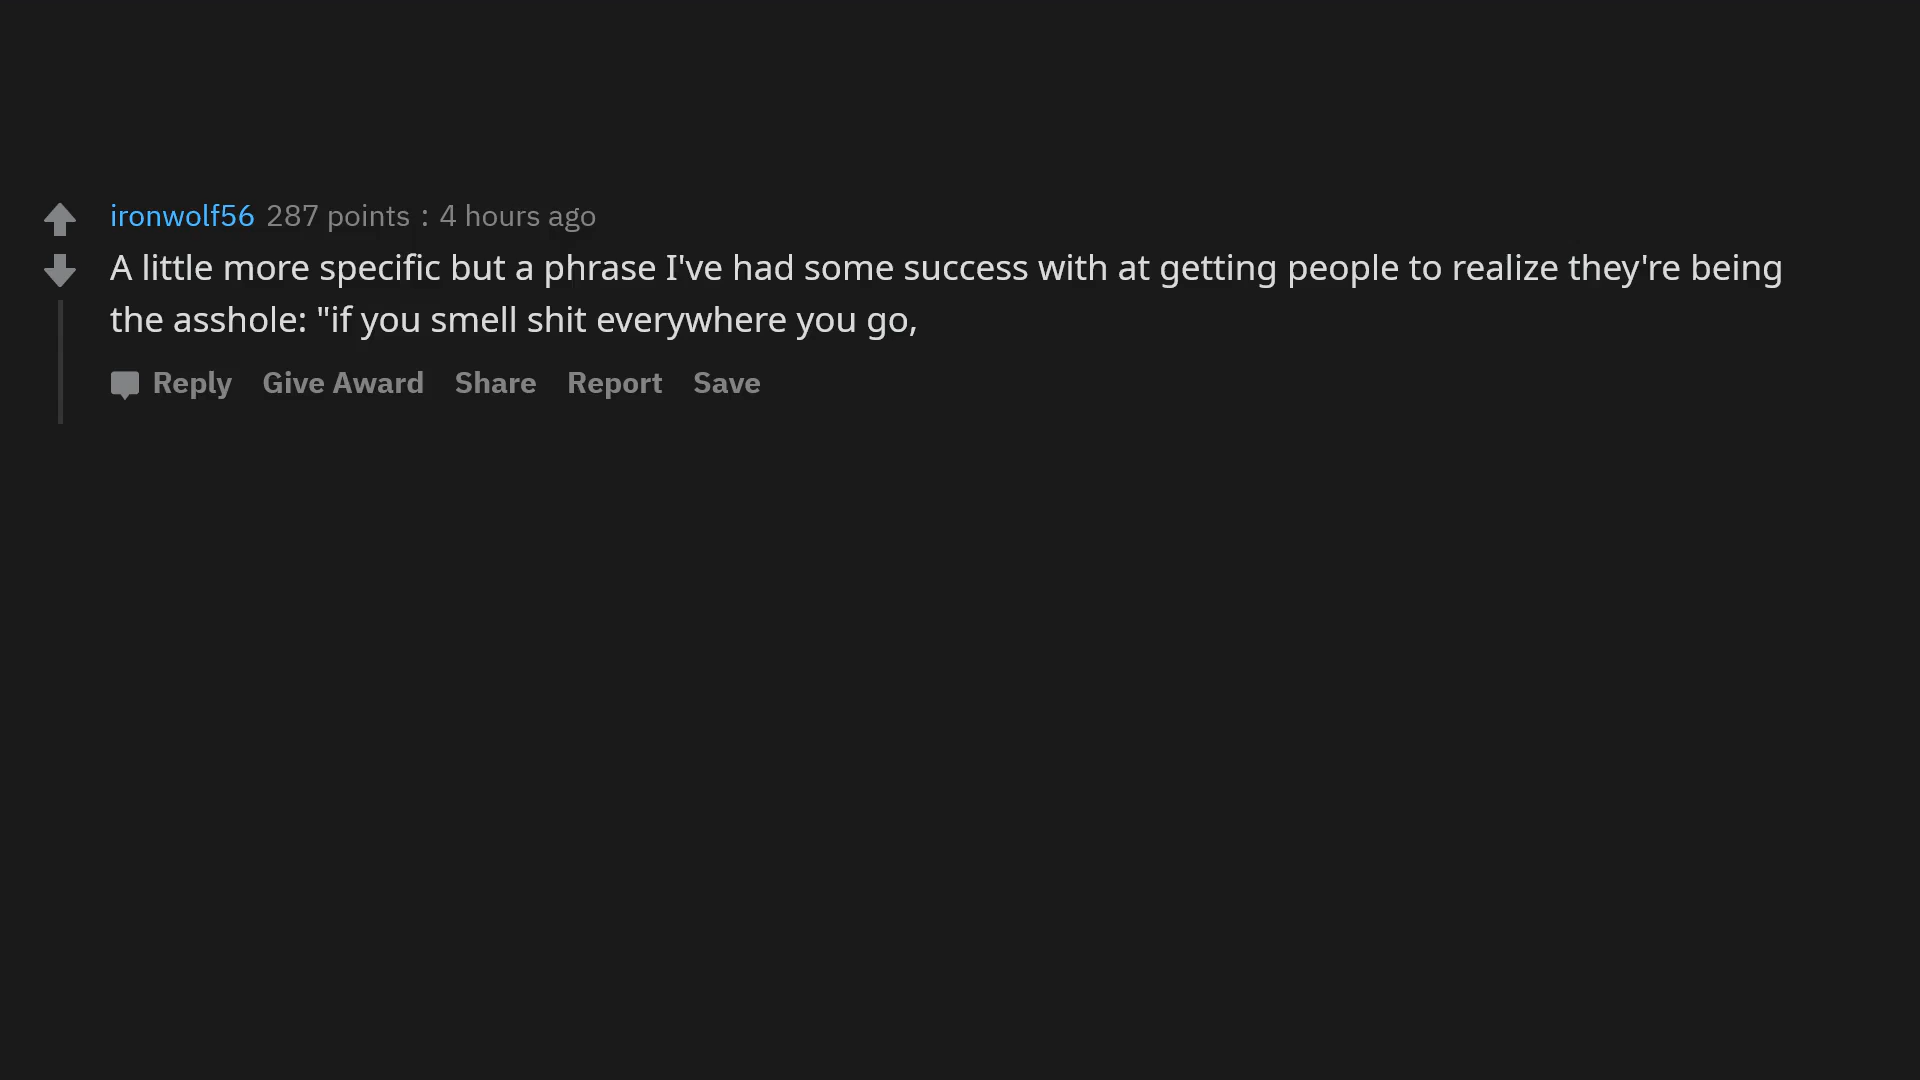 ironwolf56 287 points : 4 hours ago
A little more specific but a phrase I've had some success with at getting people to realize they're being
the asshole: "if you smell shit everywhere you go,
Reply Give Award Share Report Save